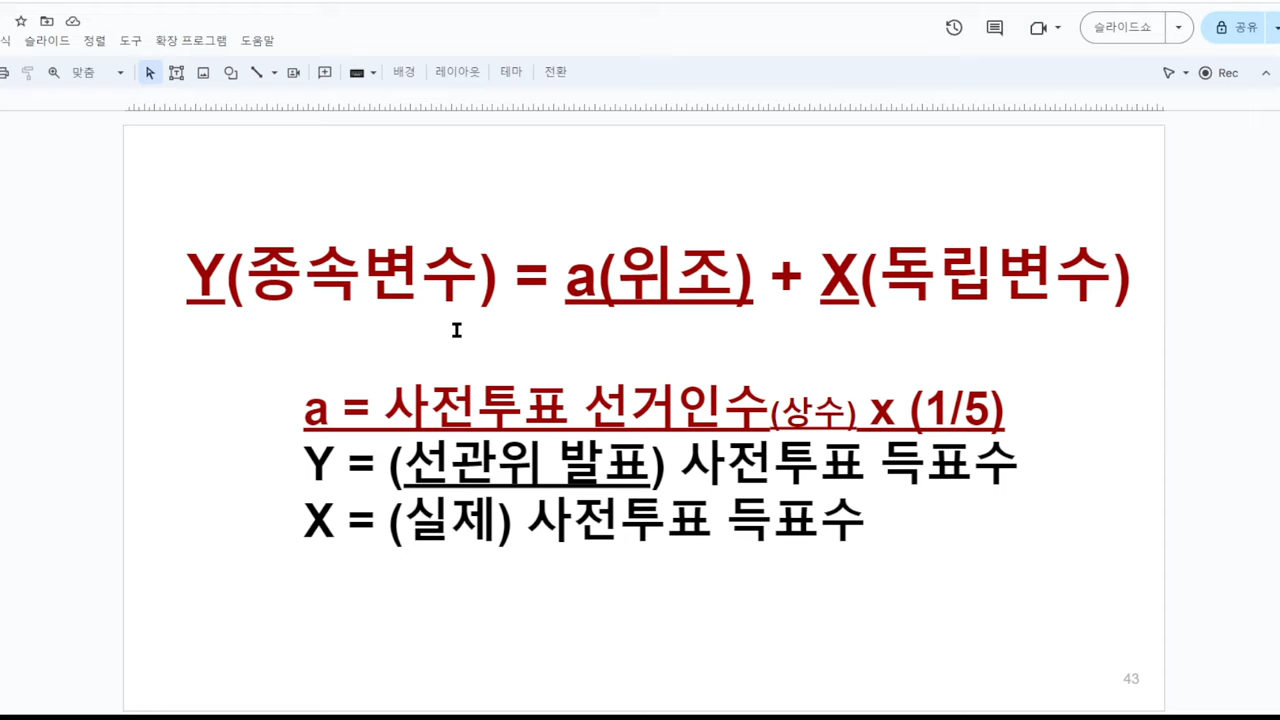 식 슬라이드 정렬 도구 확장 프로그램 도움말
슬라이드쇼
공유
맞춤
배경 레이아웃 테마 전환
Rec
Y(종속변수) = a(위조) + X(독립변수)
a = 사전투표 선거인수(상수) x (1/5)
Y = (선관위 발표) 사전투표 득표수
X = (실제) 사전투표 득표수
43